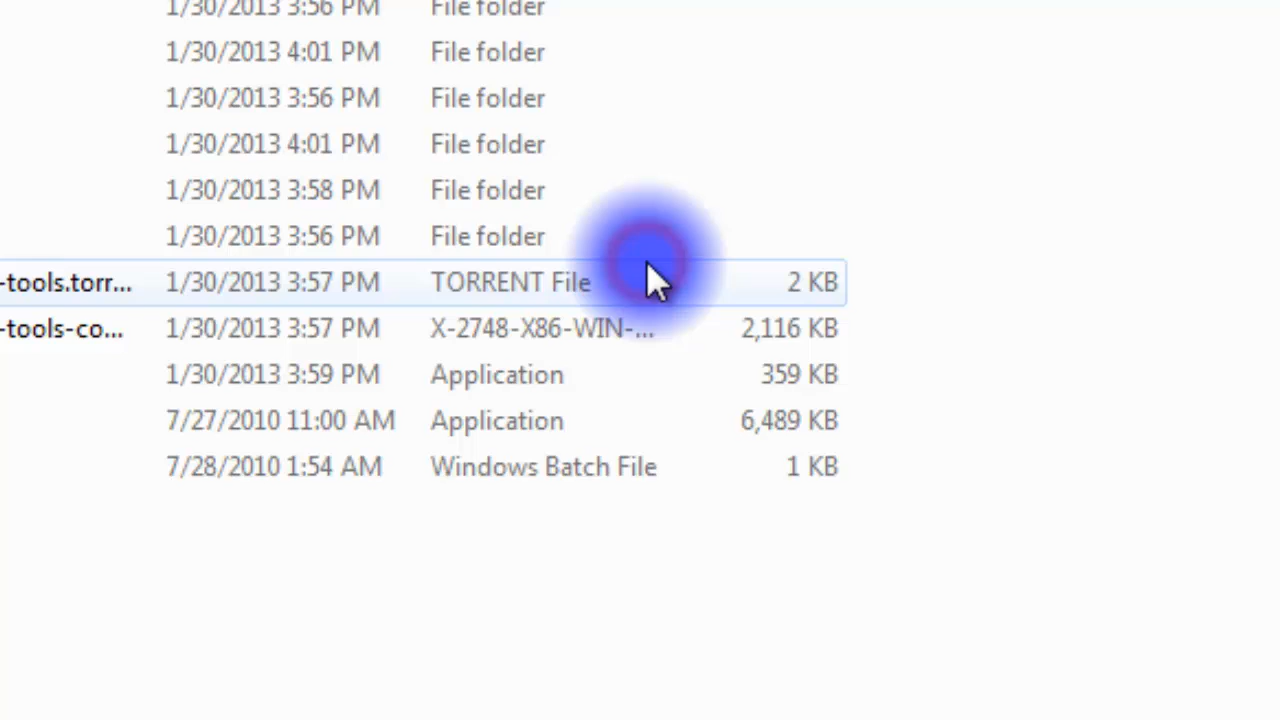 1/30/2013 3:56 PM File folder
1/30/2013 4:01 PM File folder
1/30/2013 3:56 PM File folder
1/30/2013 4:01 PM File folder
1/30/2013 3:58 PM File folder
1/30/2013 3:56 PM File folder
-tools.torr... 1/30/2013 3:57 PM TORRENT File 2 KB
-tools-co... 1/30/2013 3:57 PM X-2748-X86-WIN-... 2,116 KB
1/30/2013 3:59 PM Application 359 KB
7/27/2010 11:00 AM Application 6,489 KB
7/28/2010 1:54 AM Windows Batch File 1 KB